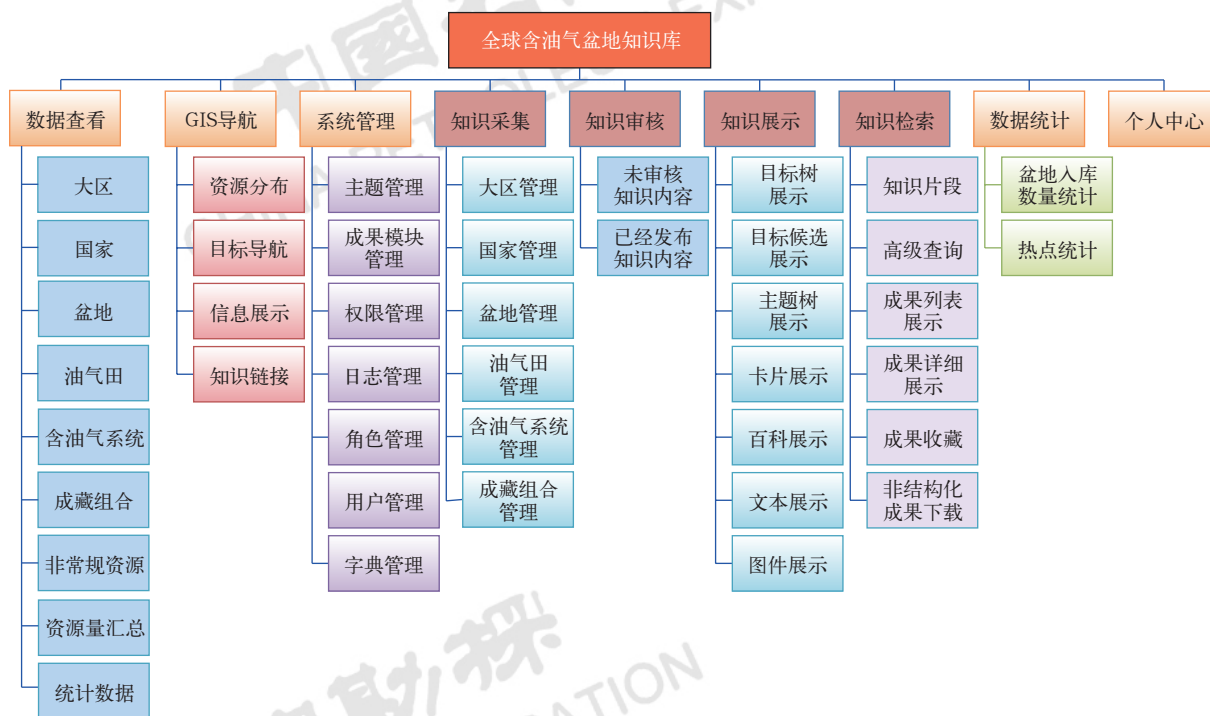 全球含油气盆地知识库
数据查看
GIS导航
系统管理
知识采集
知识审核
知识展示
知识检索
数据统计
个人中心
大区
国家
盆地
油气田
含油气系统
成藏组合
非常规资源
资源量汇总
统计数据
资源分布
目标导航
信息展示
知识链接
主题管理
成果模块
管理
权限管理
日志管理
角色管理
用户管理
字典管理
大区管理
国家管理
盆地管理
油气田
管理
含油气系统
管理
成藏组合
管理
未审核
知识内容
已经发布
知识内容
目标树
展示
目标候选
展示
主题树
展示
卡片展示
百科展示
文本展示
图件展示
知识片段
高级查询
成果列表
展示
成果详细
展示
成果收藏
非结构化
成果下载
盆地入库
数量统计
热点统计